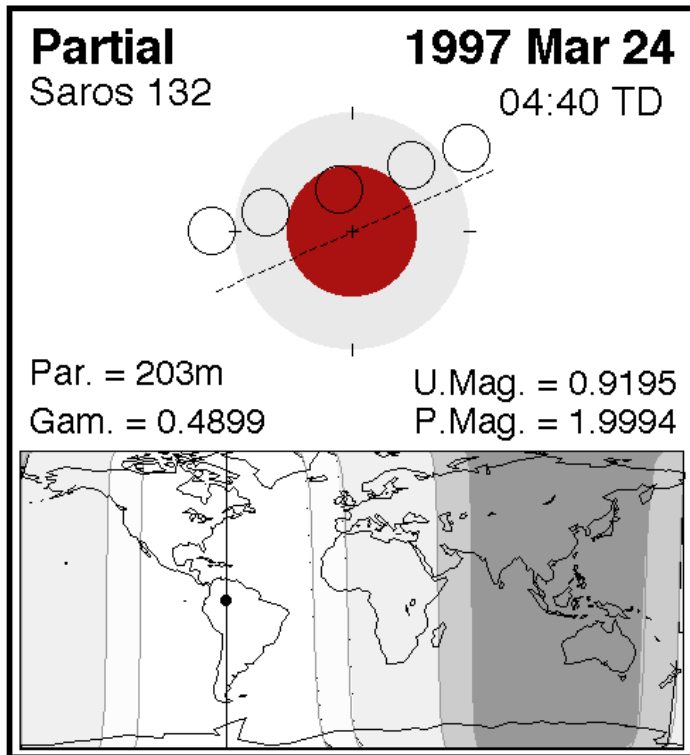 Partial 1997 Mar 24
Saros 132 04:40 TD
Par. = 203m U.Mag. = 0.9195
Gam. = 0.4899 P.Mag. = 1.9994